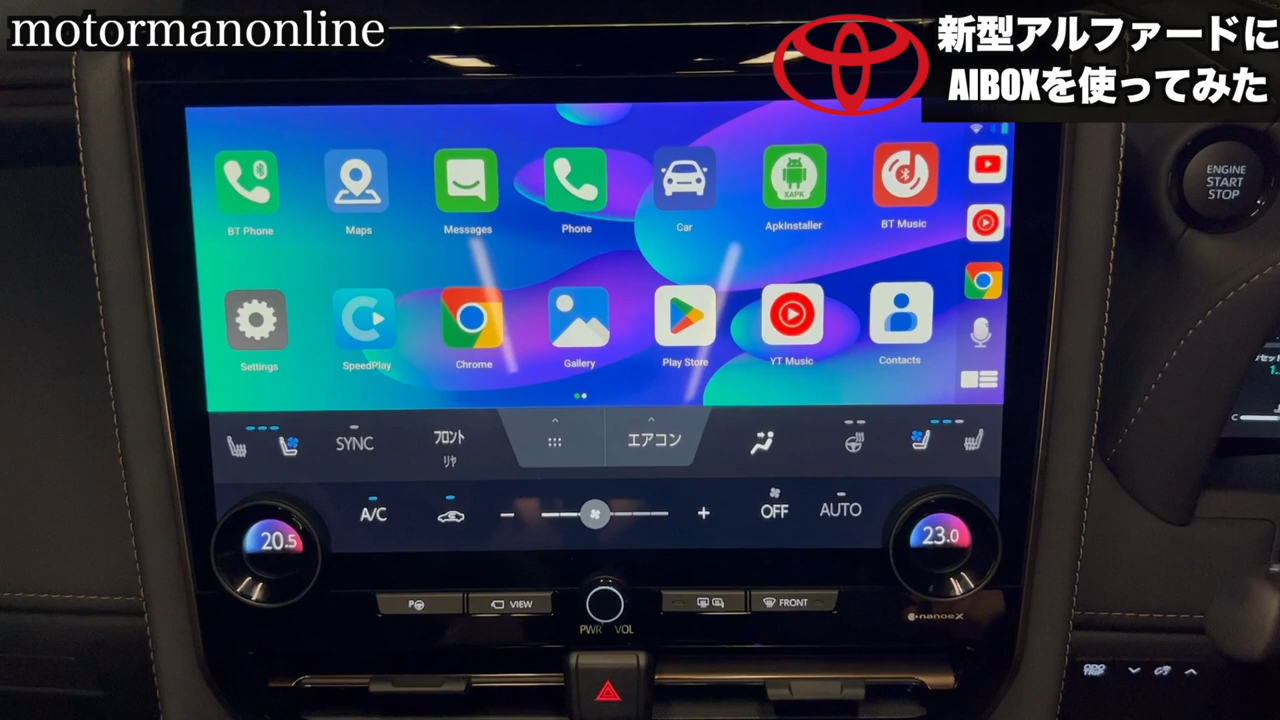 motormanonline
新型アルファードに
AIBOXを使ってみた
BT Phone
Maps
Messages
Phone
Car
XAPK
ApkInstaller
BT Music
Settings
SpeedPlay
Chrome
Gallery
Play Store
YT Music
Contacts
ENGINE
START
STOP
SYNC
フロント
リヤ
エアコン
A/C
OFF
AUTO
20.5
23.0
P
VIEW
FRONT
PWR VOL
nanoeX
ODO
TRIP
C